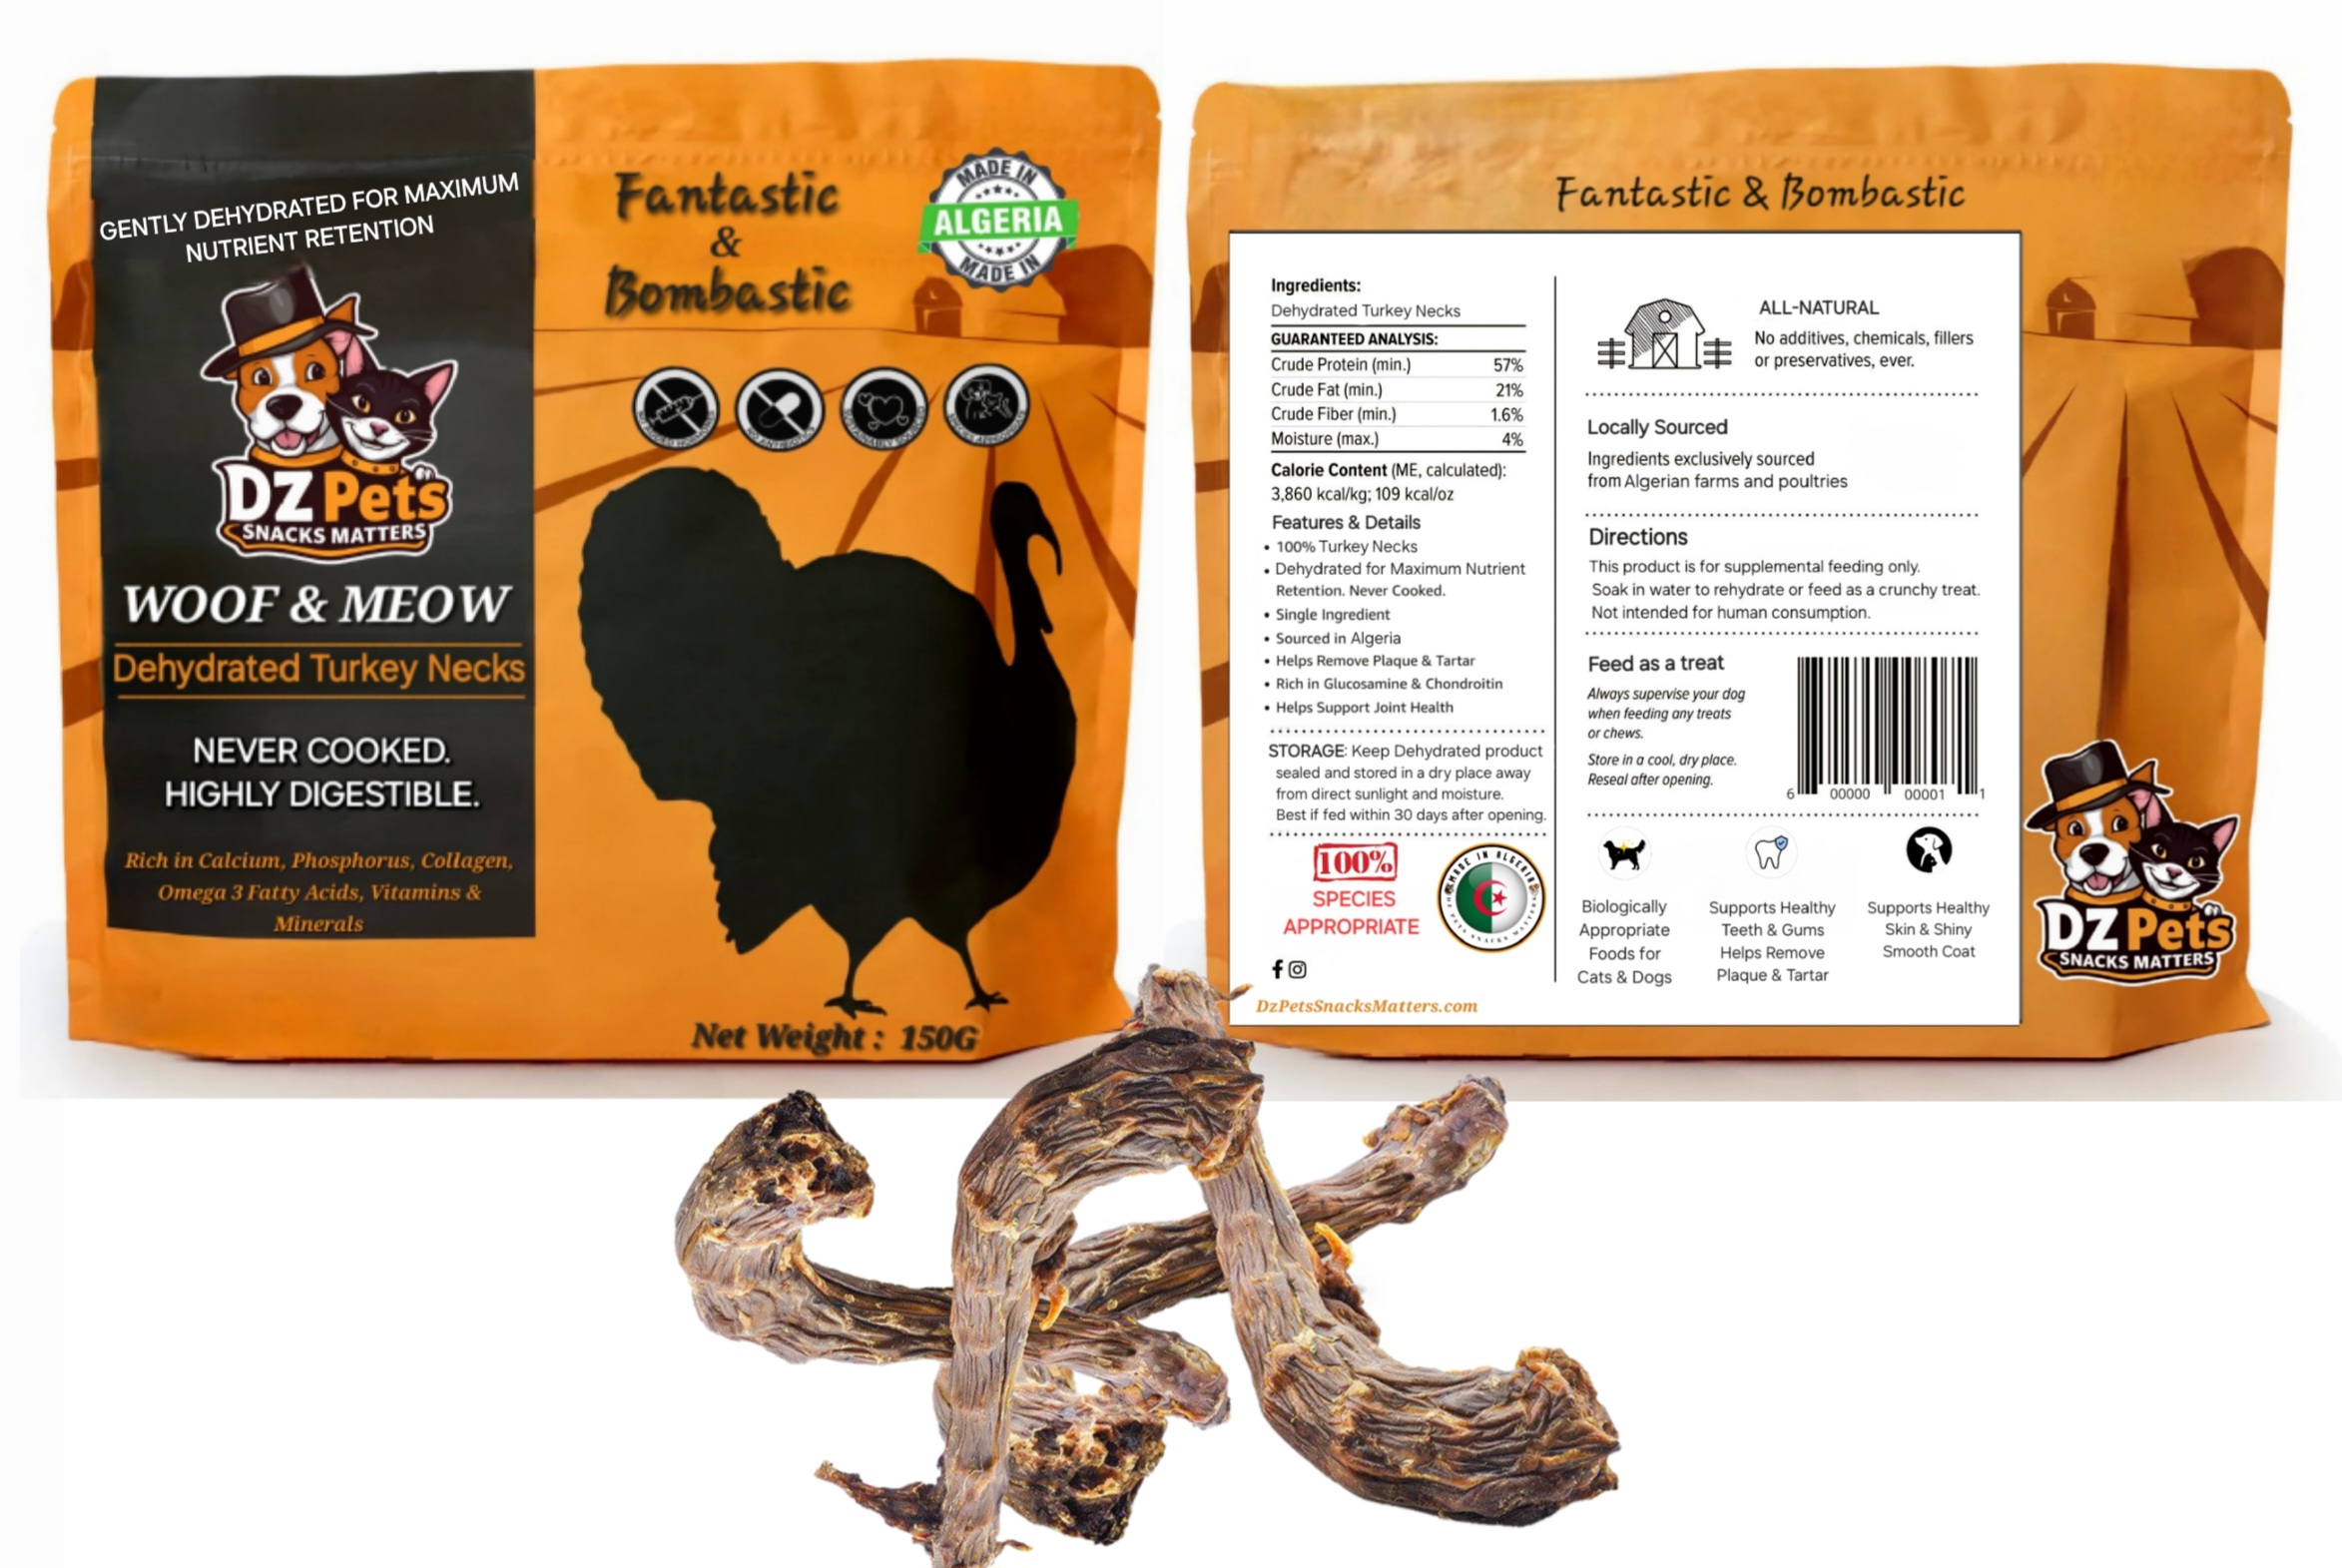 GENTLY DEHYDRATED FOR MAXIMUM
NUTRIENT RETENTION
DZ Pets
SNACKS MATTERS
WOOF & MEOW
Dehydrated Turkey Necks
NEVER COOKED.
HIGHLY DIGESTIBLE.
Rich in Calcium, Phosphorus, Collagen,
Omega 3 Fatty Acids, Vitamins &
Minerals
Fantastic
&
Bombastic
MADE IN
ALGERIA
MADE IN
NO ANTIBIOTICS
SUSTAINABLY SOURCED
SPECIES APPROPRIATE
Net Weight : 150G
Fantastic & Bombastic
Ingredients:
Dehydrated Turkey Necks
GUARANTEED ANALYSIS:
Crude Protein (min.) 57%
Crude Fat (min.) 21%
Crude Fiber (min.) 1.6%
Moisture (max.) 4%
Calorie Content (ME, calculated):
3,860 kcal/kg; 109 kcal/oz
Features & Details
• 100% Turkey Necks
• Dehydrated for Maximum Nutrient
Retention. Never Cooked.
• Single Ingredient
• Sourced in Algeria
• Helps Remove Plaque & Tartar
• Rich in Glucosamine & Chondroitin
• Helps Support Joint Health
STORAGE: Keep Dehydrated product
sealed and stored in a dry place away
from direct sunlight and moisture.
Best if fed within 30 days after opening.
100%
SPECIES
APPROPRIATE
MADE IN ALGERIA
DzPetsSnacksMatters.com
ALL-NATURAL
No additives, chemicals, fillers
or preservatives, ever.
Locally Sourced
Ingredients exclusively sourced
from Algerian farms and poultries
Directions
This product is for supplemental feeding only.
Soak in water to rehydrate or feed as a crunchy treat.
Not intended for human consumption.
Feed as a treat
Always supervise your dog
when feeding any treats
or chews.
Store in a cool, dry place.
Reseal after opening.
6 00000 00001 1
Biologically
Appropriate
Foods for
Cats & Dogs
Supports Healthy
Teeth & Gums
Helps Remove
Plaque & Tartar
Supports Healthy
Skin & Shiny
Smooth Coat
DZ Pets
SNACKS MATTERS